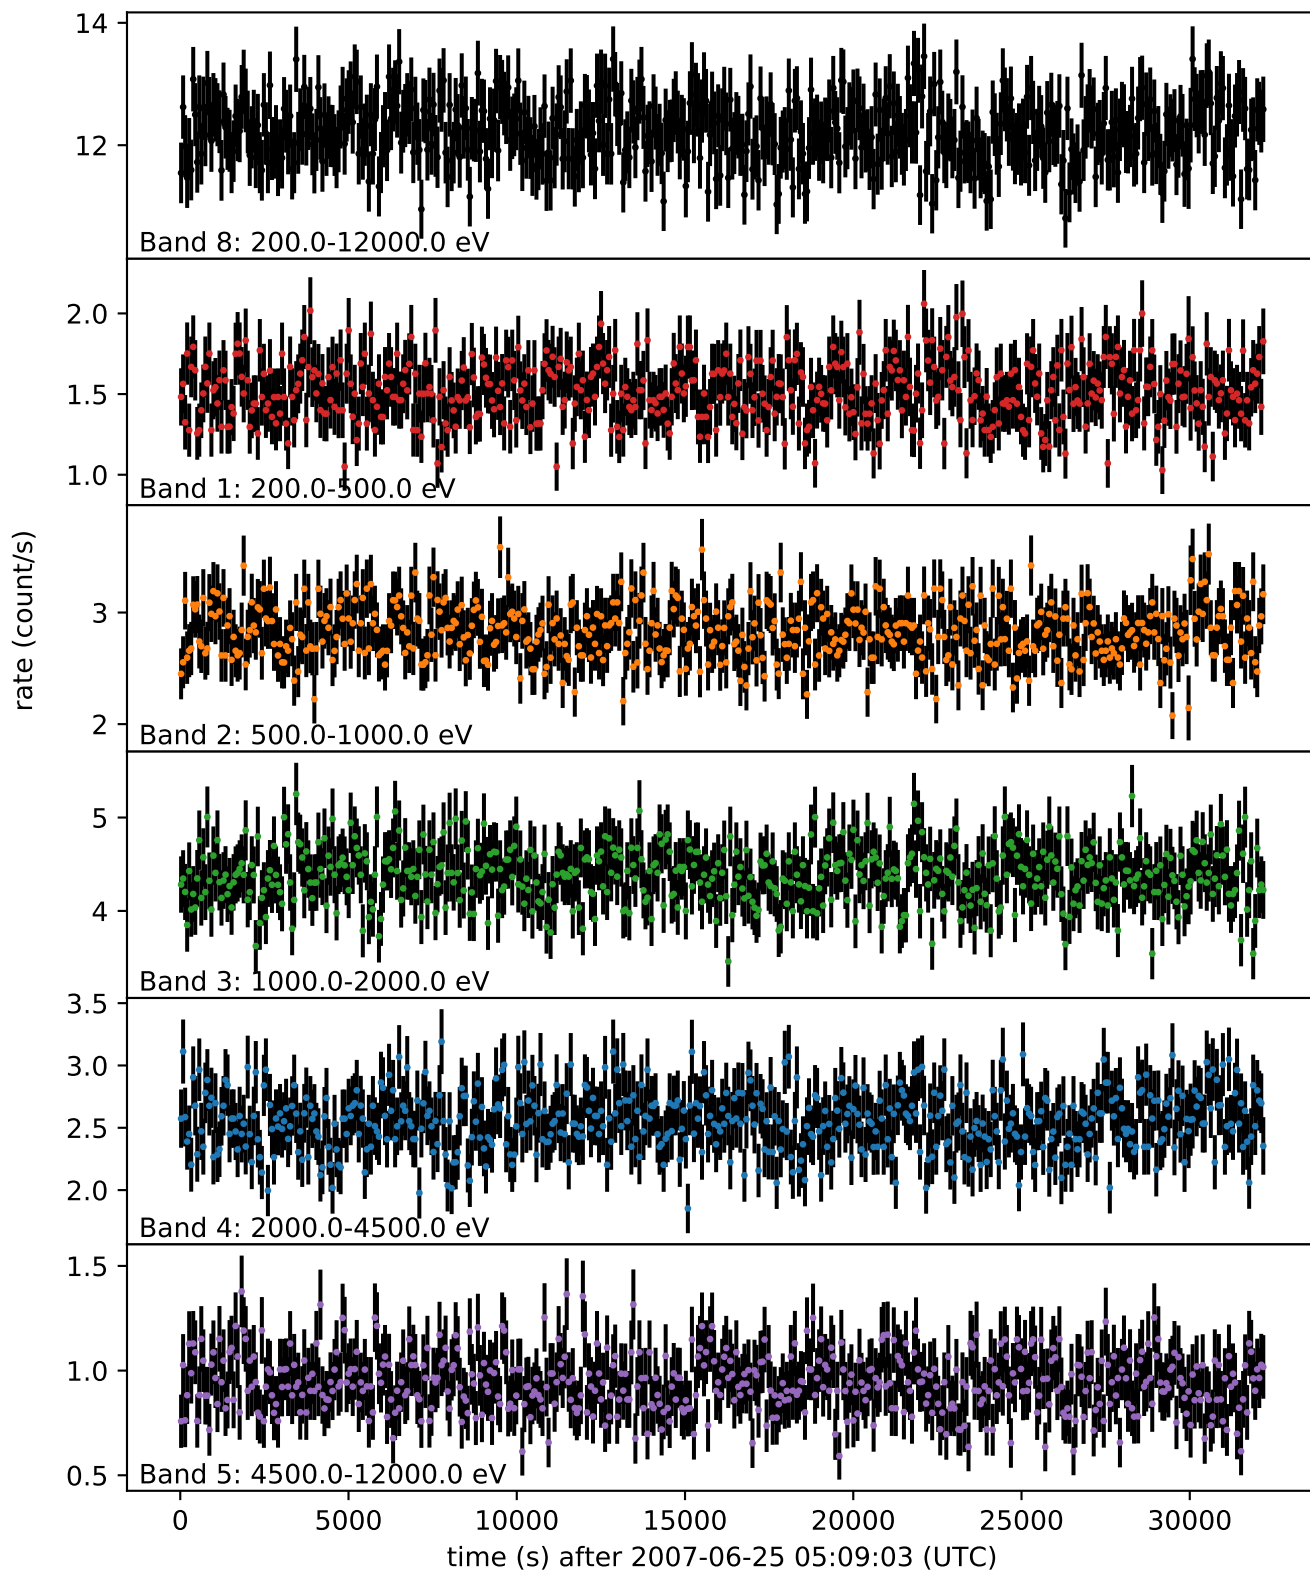 14
12
Band 8: 200.0-12000.0 eV
2.0
1.5
1.0
Band 1: 200.0-500.0 eV
rate (count/s)
3
2
Band 2: 500.0-1000.0 eV
5
4
Band 3: 1000.0-2000.0 eV
3.5
3.0
2.5
2.0
Band 4: 2000.0-4500.0 eV
1.5
1.0
0.5
Band 5: 4500.0-12000.0 eV
0 5000 10000 15000 20000 25000 30000
time (s) after 2007-06-25 05:09:03 (UTC)